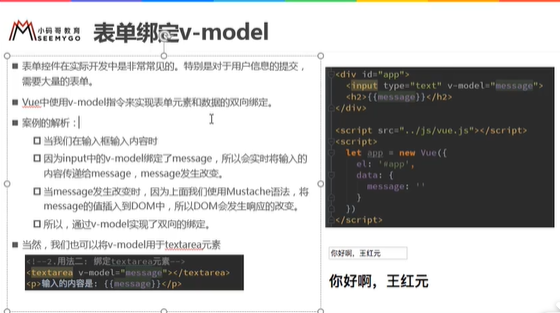 小码哥教育
SEEMYGO
表单绑定v-model
表单控件在实际开发中是非常常见的。特别是对于用户信息的提交，
需要大量的表单。
Vue中使用v-model指令来实现表单元素和数据的双向绑定。
案例的解析：
当我们在输入框输入内容时
因为input中的v-model绑定了message，所以会实时将输入的
内容传递给message，message发生改变。
当message发生改变时，因为上面我们使用Mustache语法，将
message的值插入到DOM中，所以DOM会发生响应的改变。
所以，通过v-model实现了双向的绑定。
当然，我们也可以将v-model用于textarea元素
<!--2.用法二: 绑定textarea元素-->
<textarea v-model="message"></textarea>
<p>输入的内容是: {{message}}</p>
<div id="app">
<input type="text" v-model="message">
<h2>{{message}}</h2>
</div>
<script src="../js/vue.js"></script>
<script>
let app = new Vue({
el: '#app',
data: {
message: ''
}
})
</script>
你好啊，王红元
你好啊，王红元